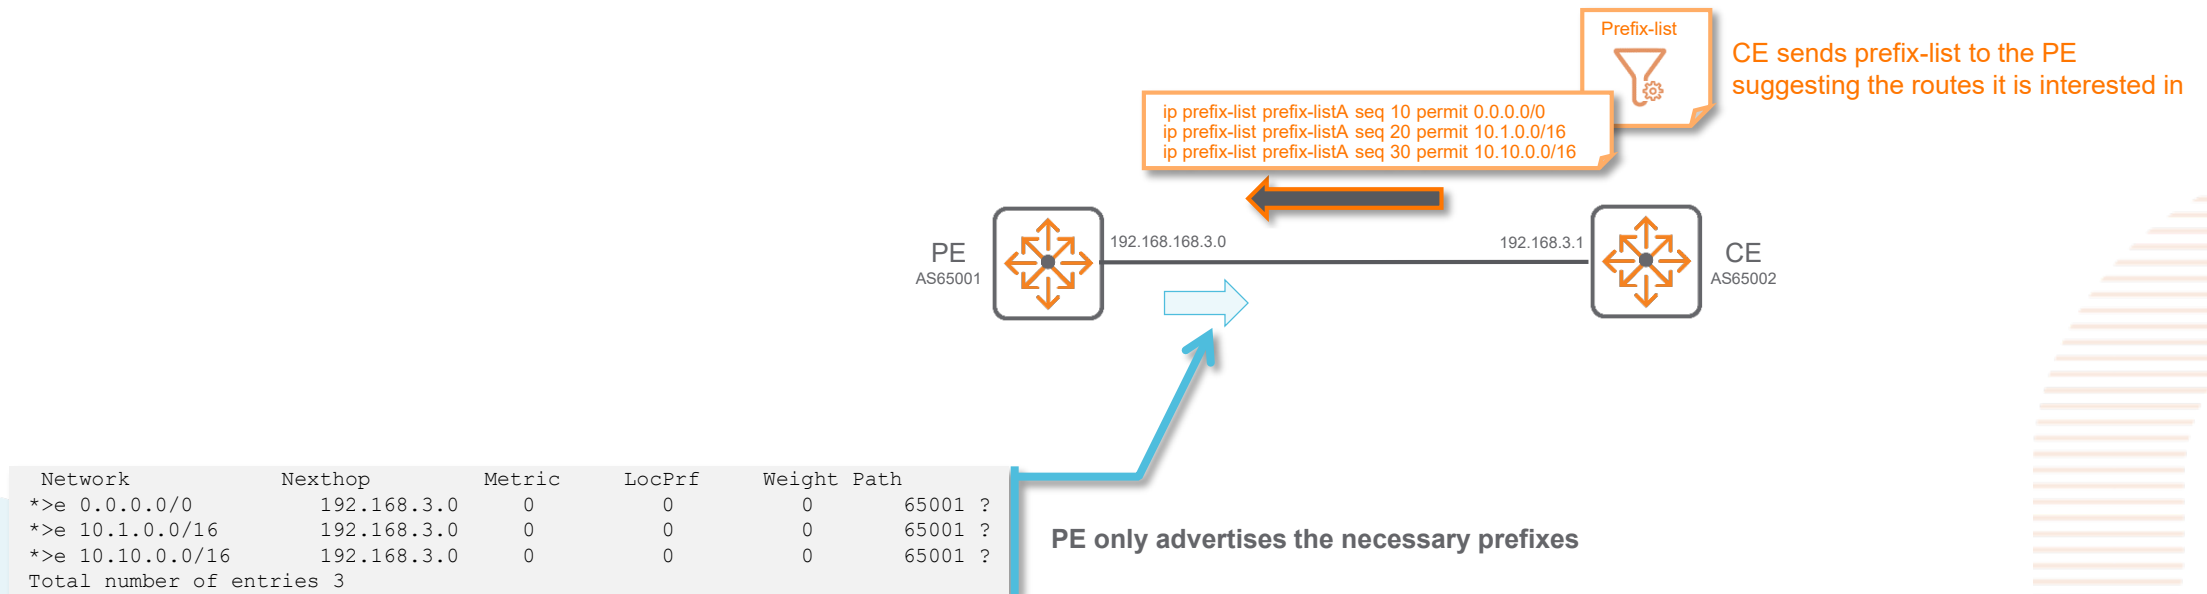 Prefix-list
CE sends prefix-list to the PE
suggesting the routes it is interested in
ip prefix-list prefix-listA seq 10 permit 0.0.0.0/0
ip prefix-list prefix-listA seq 20 permit 10.1.0.0/16
ip prefix-list prefix-listA seq 30 permit 10.10.0.0/16
PE
AS65001
192.168.168.3.0
192.168.3.1
CE
AS65002
Network Nexthop Metric LocPrf Weight Path
*>e 0.0.0.0/0 192.168.3.0 0 0 0 65001 ?
*>e 10.1.0.0/16 192.168.3.0 0 0 0 65001 ?
*>e 10.10.0.0/16 192.168.3.0 0 0 0 65001 ?
Total number of entries 3
PE only advertises the necessary prefixes